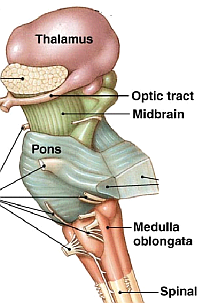 Thalamus
Optic tract
Midbrain
Pons
Medulla
oblongata
Spinal